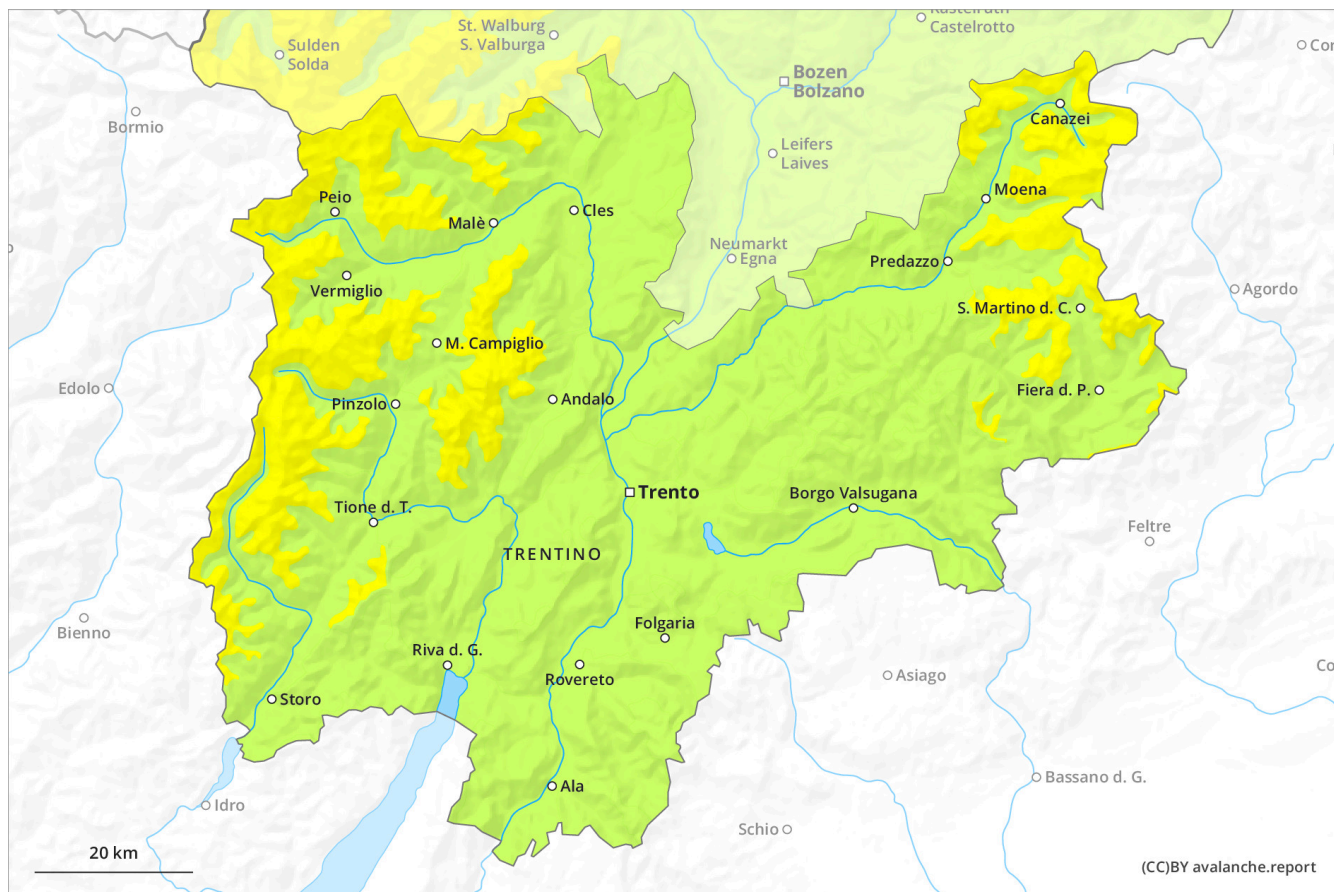 Kastelruth
Castelrotto
St. Walburg
S. Valburga
Sulden
Solda
Bozen
Bolzano
Canazei
Bormio
Leifers
Laives
Moena
Peio
Malè
Cles
Neumarkt
Egna
Predazzo
Vermiglio
Agordo
S. Martino d. C.
M. Campiglio
Edolo
Fiera d. P.
Pinzolo
Andalo
Trento
Borgo Valsugana
Tione d. T.
Feltre
TRENTINO
Bienno
Folgaria
Riva d. G.
Asiago
Rovereto
Storo
Bassano d. G.
Ala
Idro
Schio
20 km
(CC)BY avalanche.report